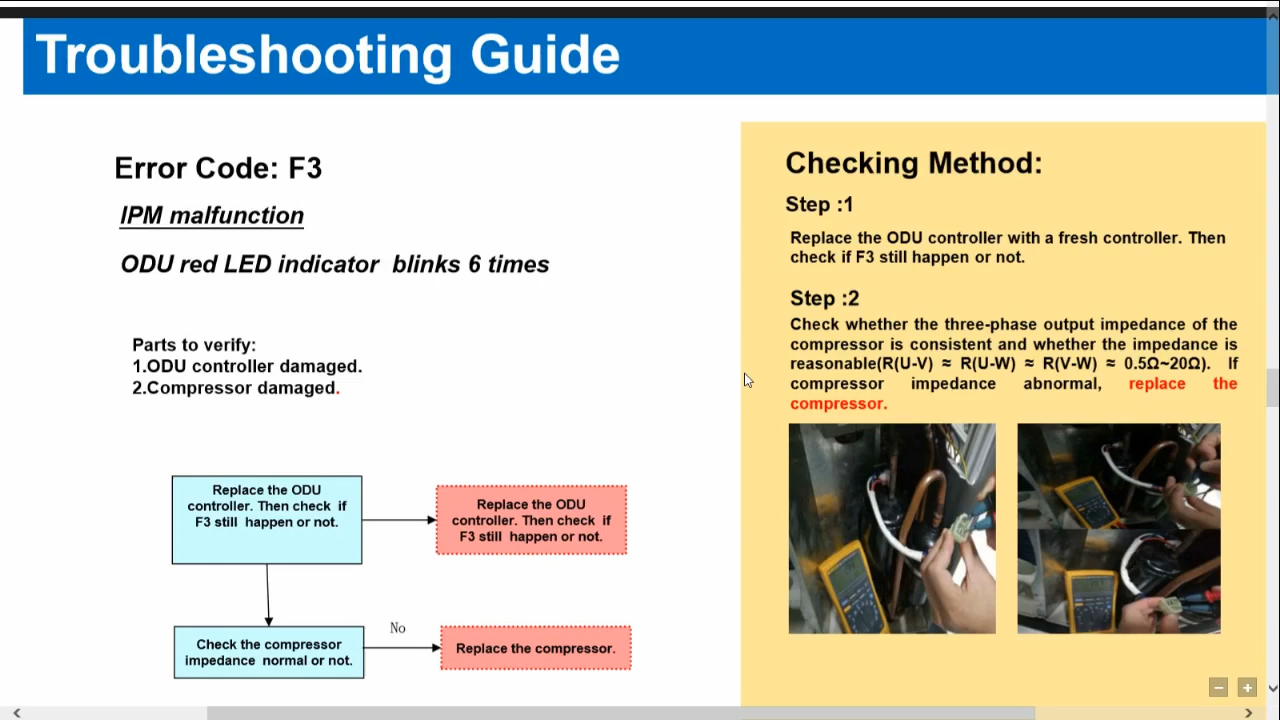 Troubleshooting Guide
Error Code: F3
IPM malfunction
ODU red LED indicator blinks 6 times
Parts to verify:
1.ODU controller damaged.
2.Compressor damaged.
Replace the ODU
controller. Then check if
F3 still happen or not.
Replace the ODU
controller. Then check if
F3 still happen or not.
Check the compressor
impedance normal or not.
No
Replace the compressor.
Checking Method:
Step :1
Replace the ODU controller with a fresh controller. Then
check if F3 still happen or not.
Step :2
Check whether the three-phase output impedance of the
compressor is consistent and whether the impedance is
reasonable(R(U-V) ≈ R(U-W) ≈ R(V-W) ≈ 0.5Ω~20Ω). If
compressor impedance abnormal, replace the
compressor.